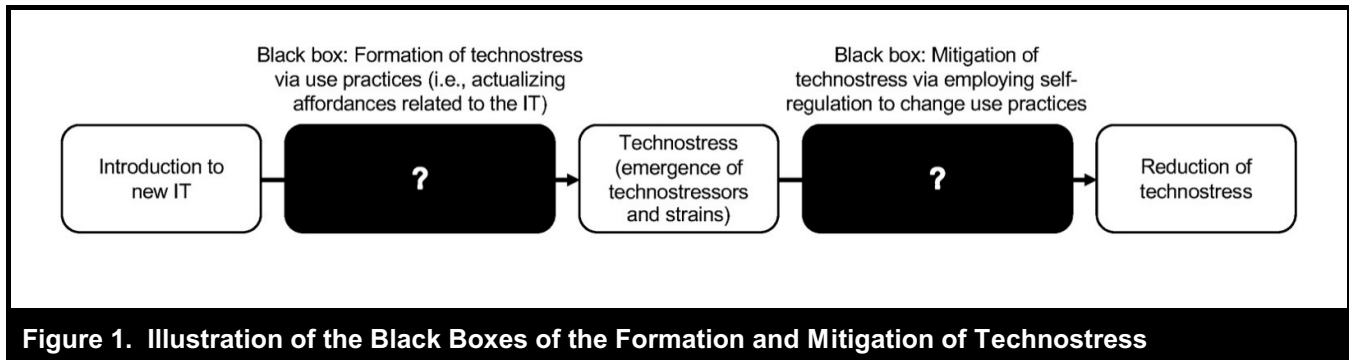 Black box: Formation of technostress
via use practices (i.e., actualizing
affordances related to the IT)
Black box: Mitigation of
technostress via employing self-
regulation to change use practices
Introduction to
new IT
?
Technostress
(emergence of
technostressors
and strains)
?
Reduction of
technostress
Figure 1. Illustration of the Black Boxes of the Formation and Mitigation of Technostress